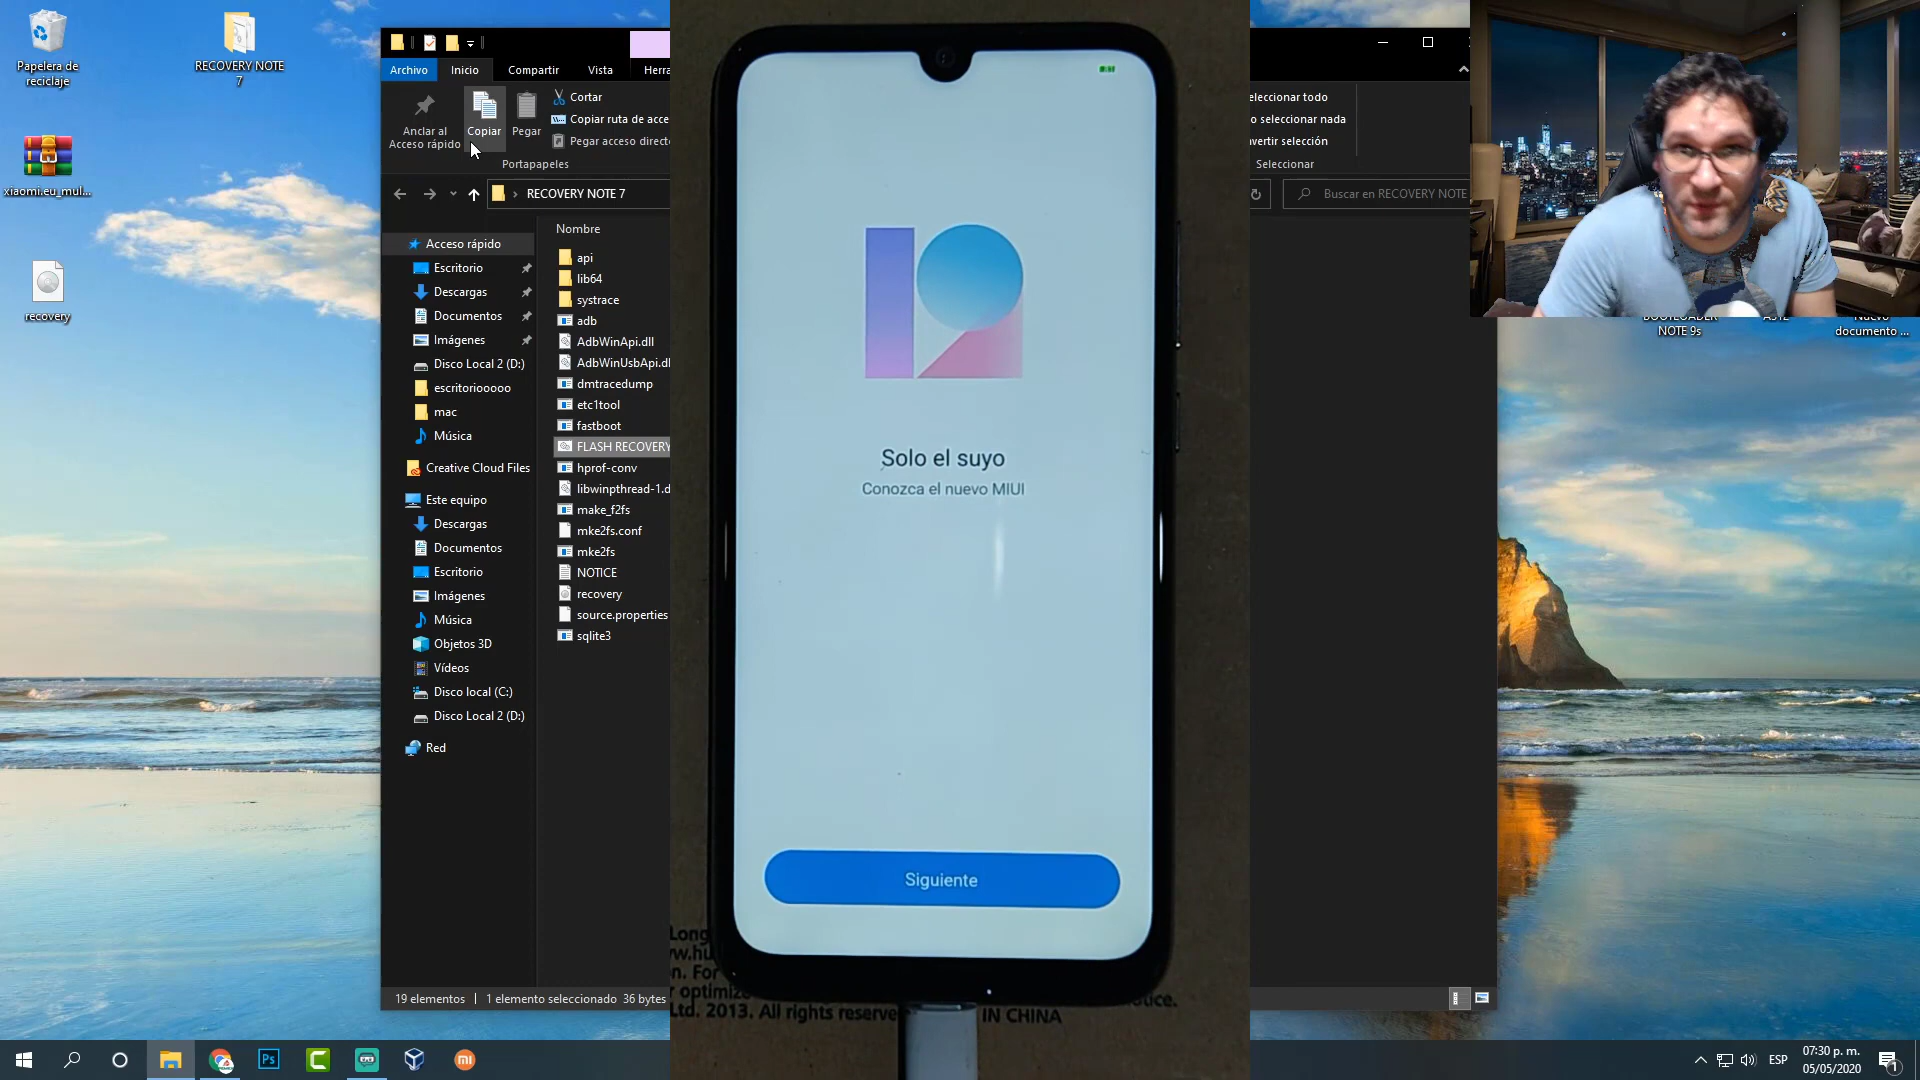 Papelera de
reciclaje
RECOVERY NOTE
7
xiaomi.eu_mul...
recovery
Archivo
Inicio
Compartir
Vista
Anclar al
Acceso rápido
Copiar
Pegar
Cortar
Copiar ruta de acce
Pegar acceso direct
Portapapeles
eleccionar todo
o seleccionar nada
vertir selección
Seleccionar
RECOVERY NOTE 7
Buscar en RECOVERY NOTE
Acceso rápido
Escritorio
Descargas
Documentos
Imágenes
Disco Local 2 (D:)
escritoriooooo
mac
Música
Creative Cloud Files
Este equipo
Descargas
Documentos
Escritorio
Imágenes
Música
Objetos 3D
Vídeos
Disco local (C:)
Disco Local 2 (D:)
Red
Nombre
api
lib64
systrace
adb
AdbWinApi.dll
AdbWinUsbApi.dl
dmtracedump
etc1tool
fastboot
FLASH RECOVERY
hprof-conv
libwinpthread-1.d
make_f2fs
mke2fs.conf
mke2fs
NOTICE
recovery
source.properties
sqlite3
19 elementos
1 elemento seleccionado 36 bytes
Solo el suyo
Conozca el nuevo MIUI
Siguiente
Long
n. For
r optimiz
Ltd. 2013. All rights reserve
IN CHINA
NOTE 9s
documento ...
ESP
07:30 p. m.
05/05/2020
1